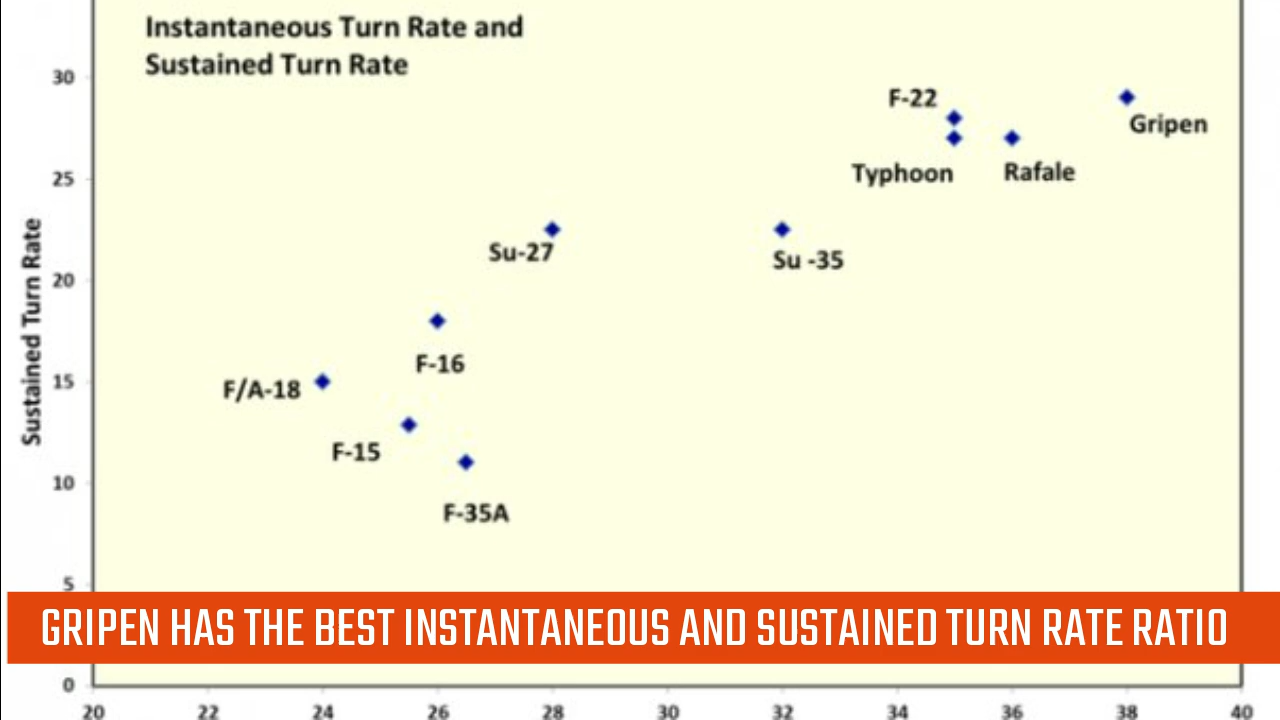 Instantaneous Turn Rate and
Sustained Turn Rate
30
F-22
Gripen
25
Typhoon
Rafale
Su-27
Su -35
20
F-16
F/A-18
15
F-15
10
F-35A
Sustained Turn Rate
5
GRIPEN HAS THE BEST INSTANTANEOUS AND SUSTAINED TURN RATE RATIO
0
20 22 24 26 28 30 32 34 36 38 40